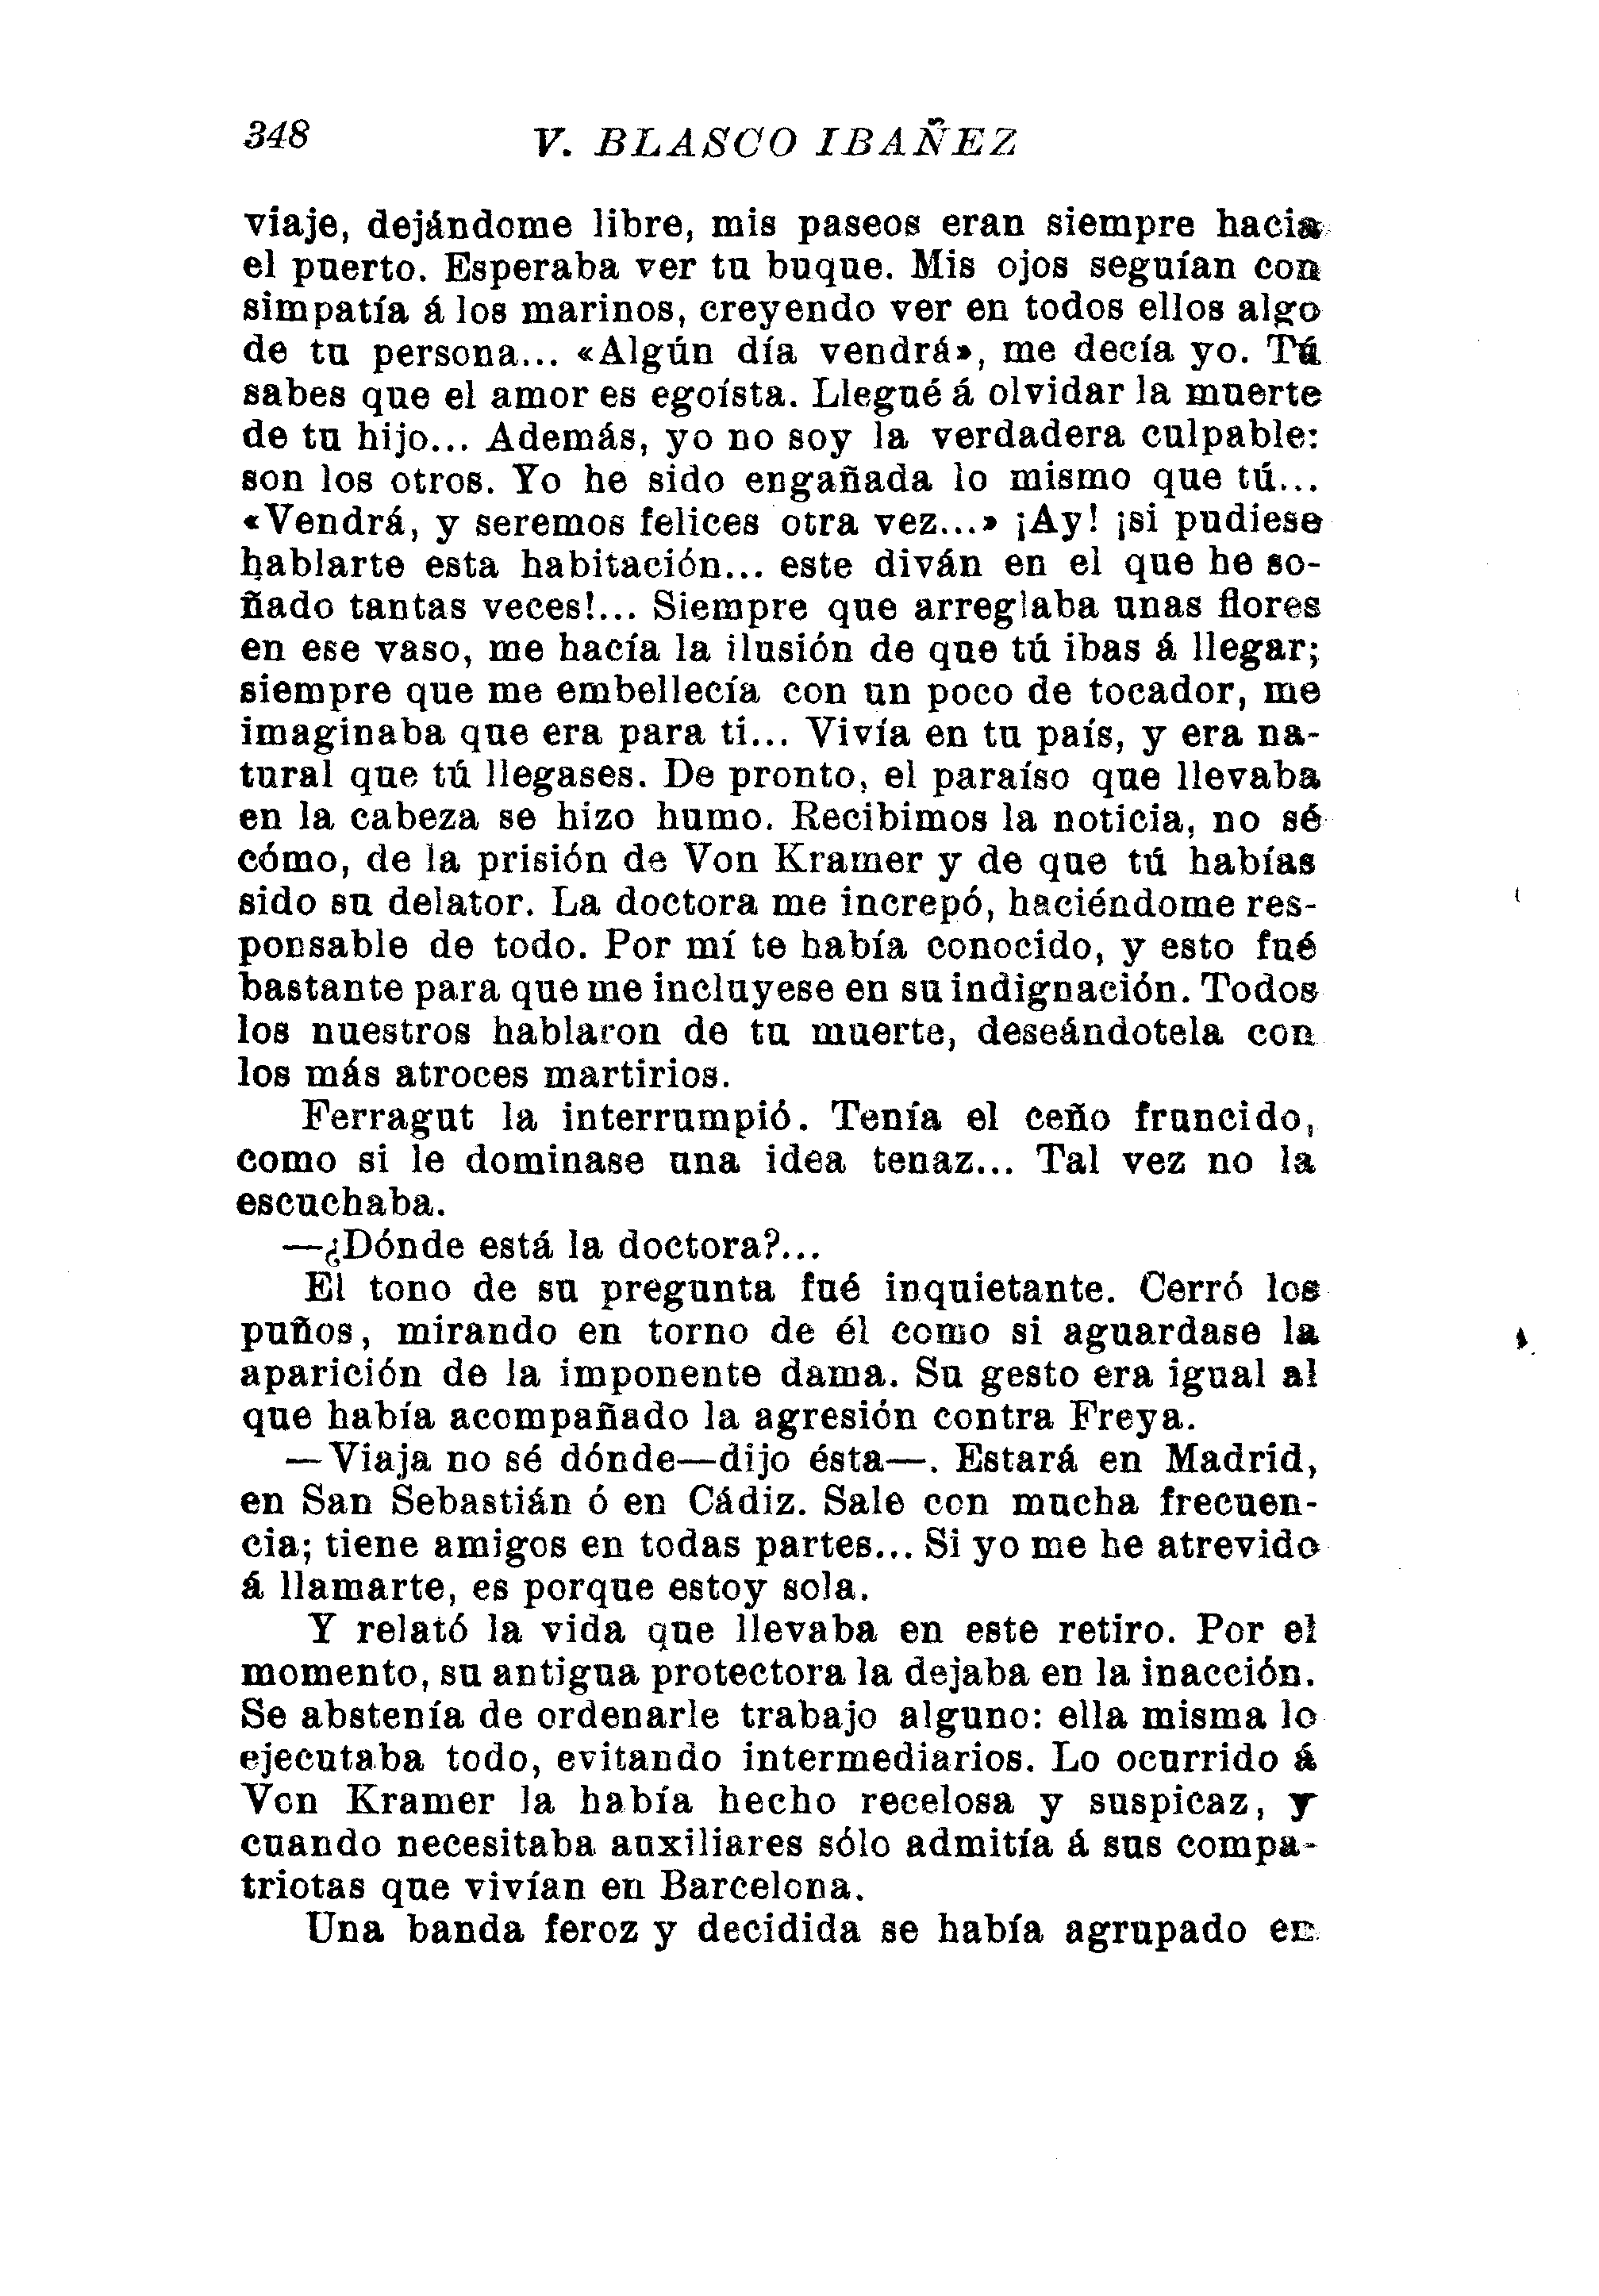 348
V. BLASCO IBAÑEZ
viaje, dejándome libre, mis paseos eran siempre hacia
el puerto. Esperaba ver tu buque. Mis ojos seguían con
simpatía á los marinos, creyendo ver en todos ellos algo
de tu persona... «Algún día vendrá», me decía yo. Tú
sabes que el amor es egoísta. Llegué á olvidar la muerte
de tu hijo... Además, yo no soy la verdadera culpable:
son los otros. Yo he sido engañada lo mismo que tú...
«Vendrá, y seremos felices otra vez...» ¡Ay! ¡si pudiese
hablarte esta habitación... este diván en el que he so-
ñado tantas veces!... Siempre que arreglaba unas flores
en ese vaso, me hacía la ilusión de que tú ibas á llegar;
siempre que me embellecía con un poco de tocador, me
imaginaba que era para ti... Vivía en tu país, y era na-
tural que tú llegases. De pronto, el paraíso que llevaba
en la cabeza se hizo humo. Recibimos la noticia, no sé
cómo, de la prisión de Von Kramer y de que tú habías
sido su delator. La doctora me increpó, haciéndome res-
ponsable de todo. Por mí te había conocido, y esto fué
bastante para que me incluyese en su indignación. Todos
los nuestros hablaron de tu muerte, deseándotela con
los más atroces martirios.
Ferragut la interrumpió. Tenía el ceño fruncido,
como si le dominase una idea tenaz... Tal vez no la
escuchaba.
—¿Dónde está la doctora?...
El tono de su pregunta fué inquietante. Cerró los
puños, mirando en torno de él como si aguardase la
aparición de la imponente dama. Su gesto era igual al
que había acompañado la agresión contra Freya.
—Viaja no sé dónde—dijo ésta—. Estará en Madrid,
en San Sebastián ó en Cádiz. Sale con mucha frecuen-
cia; tiene amigos en todas partes... Si yo me he atrevido
á llamarte, es porque estoy sola.
Y relató la vida que llevaba en este retiro. Por el
momento, su antigua protectora la dejaba en la inacción.
Se abstenía de ordenarle trabajo alguno: ella misma lo
ejecutaba todo, evitando intermediarios. Lo ocurrido á
Von Kramer la había hecho recelosa y suspicaz, y
cuando necesitaba auxiliares sólo admitía á sus compa-
triotas que vivían en Barcelona.
Una banda feroz y decidida se había agrupado en